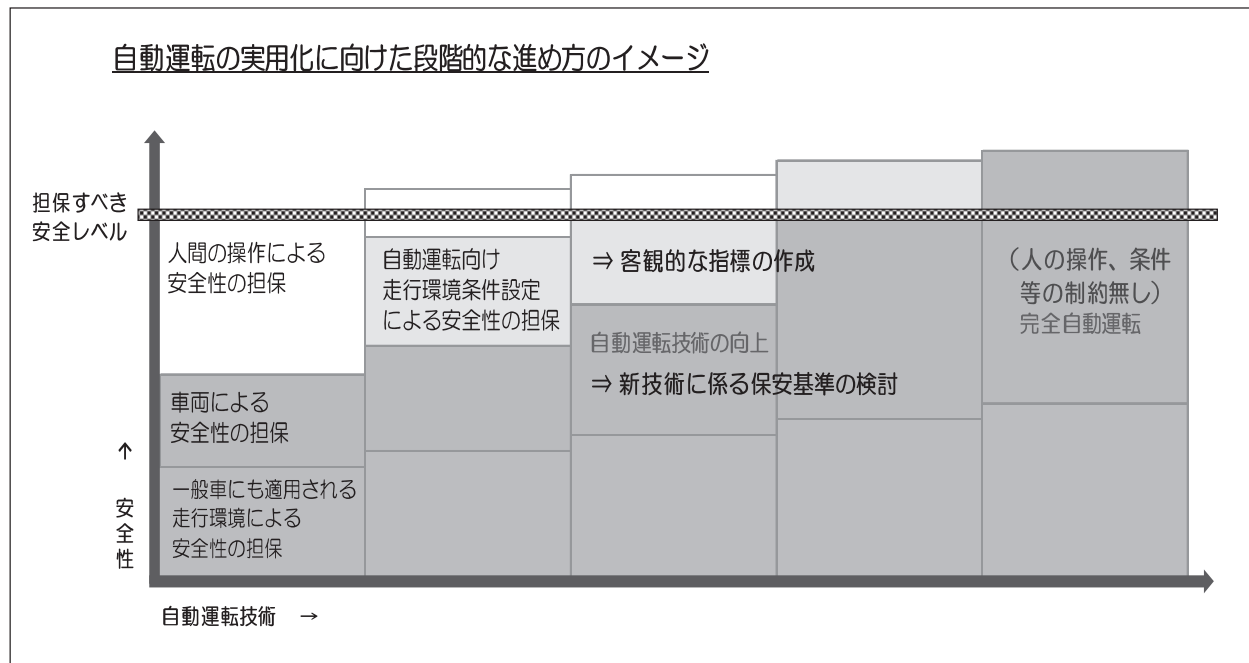 自動運転の実用化に向けた段階的な進め方のイメージ
担保すべき
安全レベル
人間の操作による
安全性の担保
車両による
安全性の担保
一般車にも適用される
走行環境による
安全性の担保
自動運転向け
走行環境条件設定
による安全性の担保
⇒ 客観的な指標の作成
自動運転技術の向上
⇒ 新技術に係る保安基準の検討
（人の操作、条件
等の制約無し）
完全自動運転
↑ 安全性
自動運転技術 →